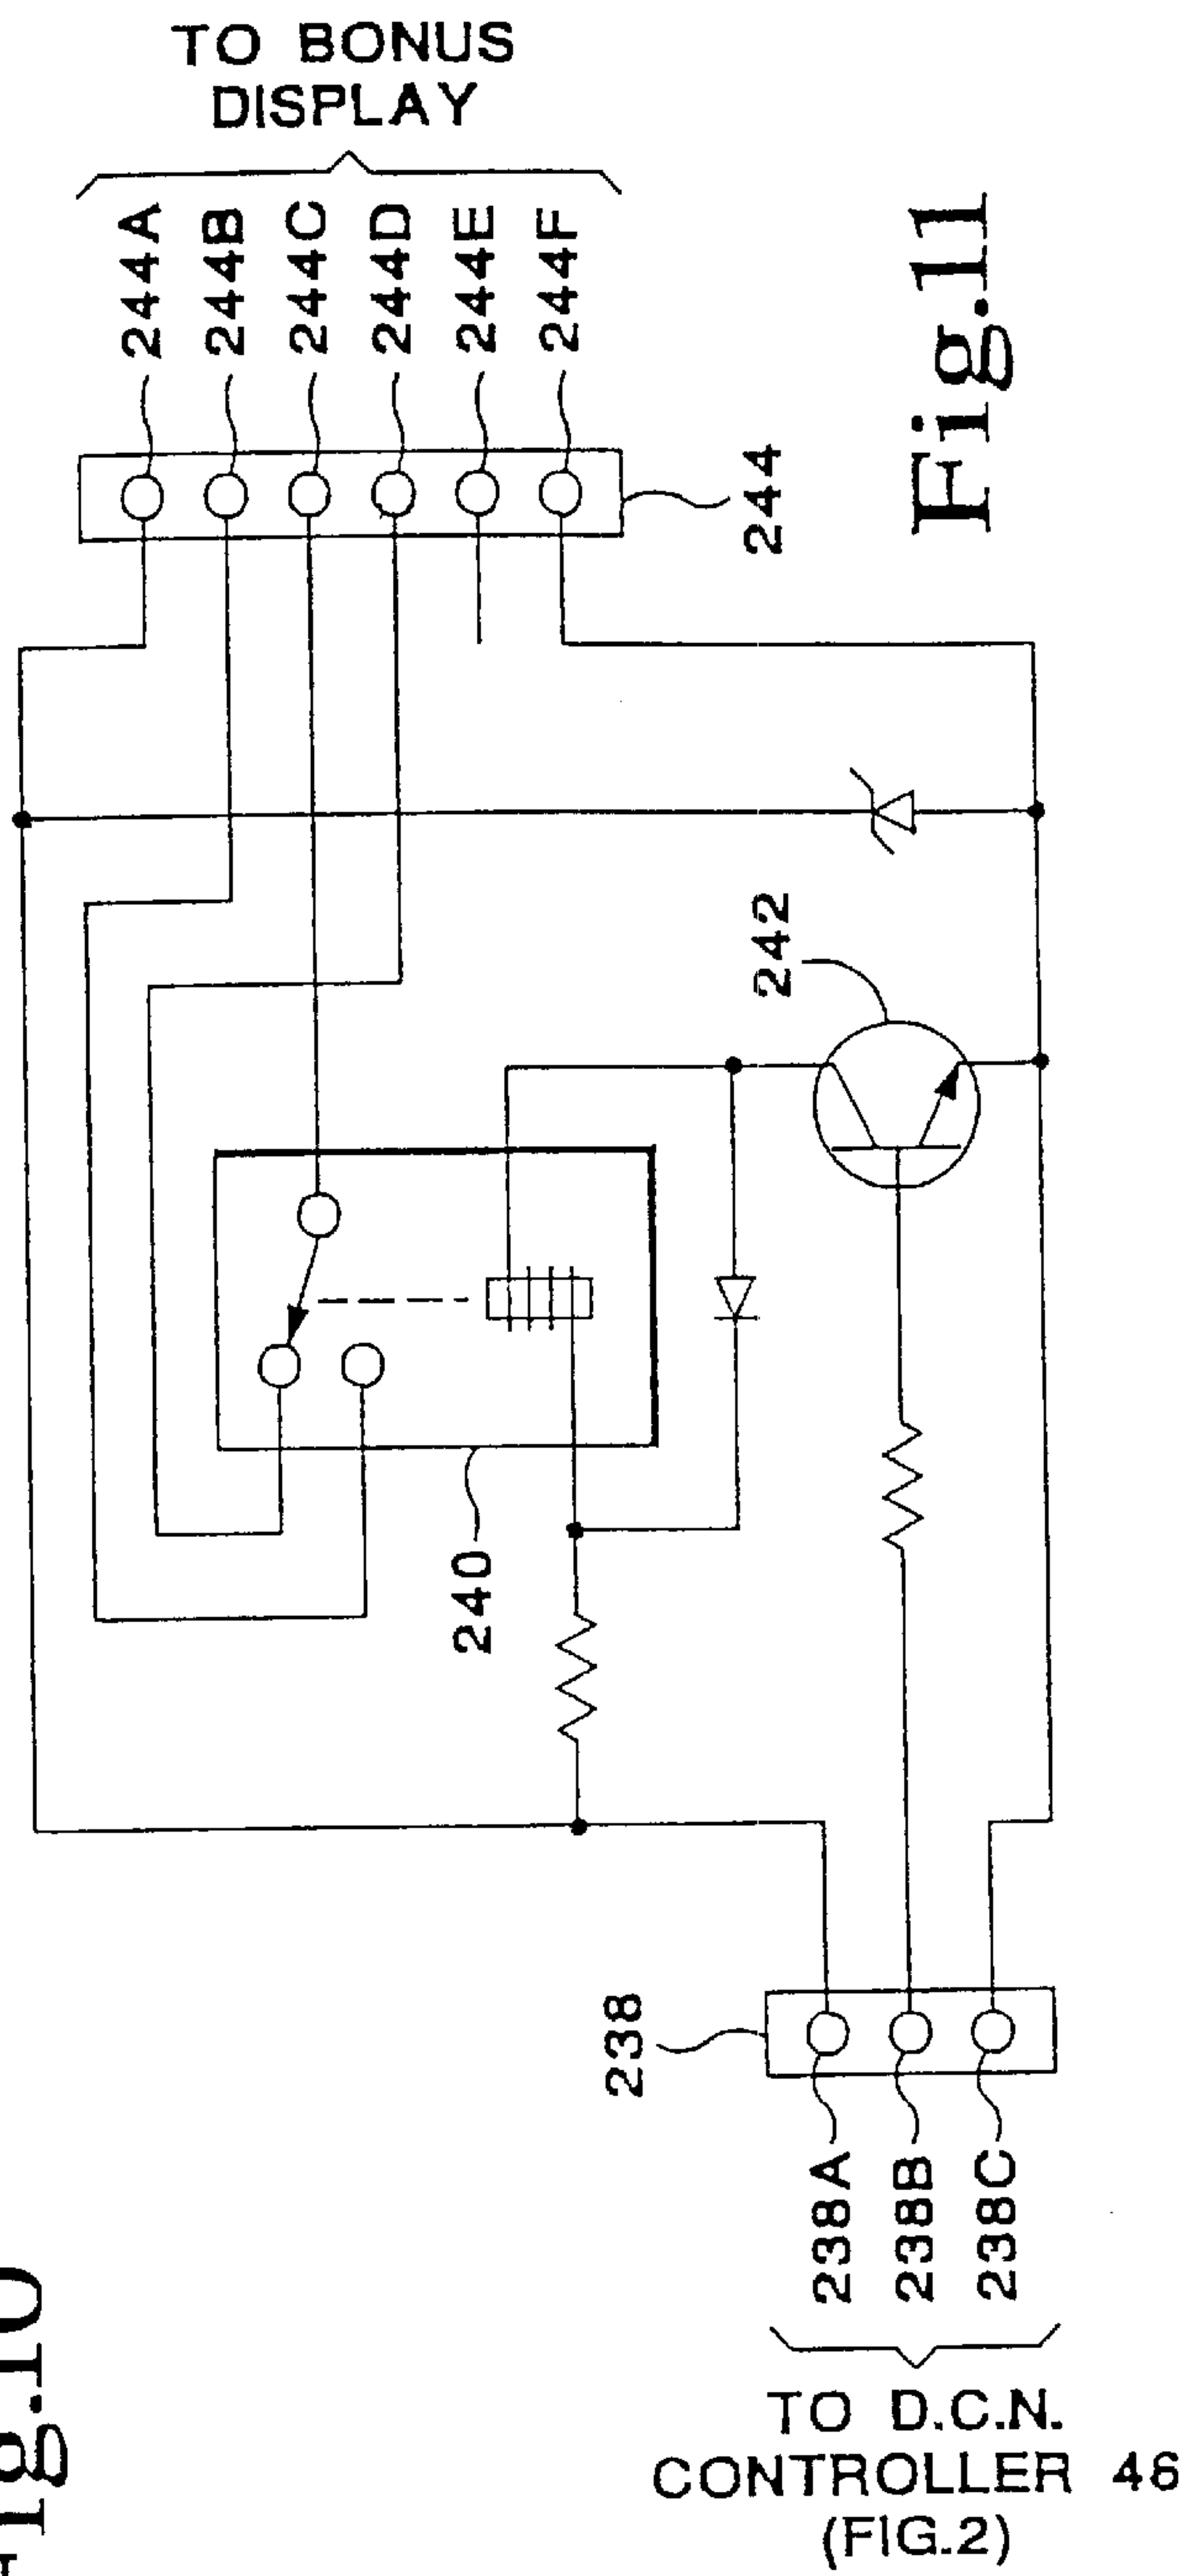 TO BONUS
DISPLAY
244A
244B
244C
244D
244E
244F
244
Fig.11
242
240
238
238A
238B
238C
TO D.C.N.
CONTROLLER 46
(FIG.2)